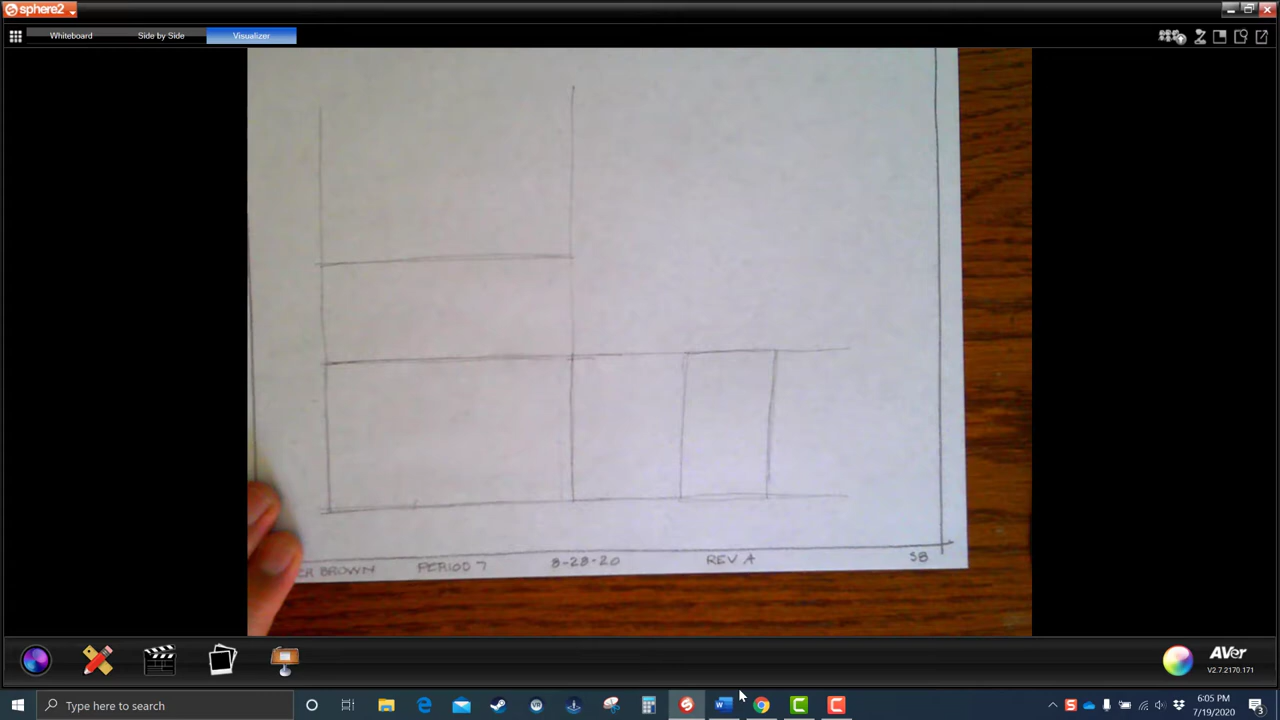 sphere2
Whiteboard Side by Side Visualizer
BROWN PERIOD 7 8-28-20 REV A SB
AVer
V2.7.2170.171
Type here to search
6:05 PM
7/19/2020
3